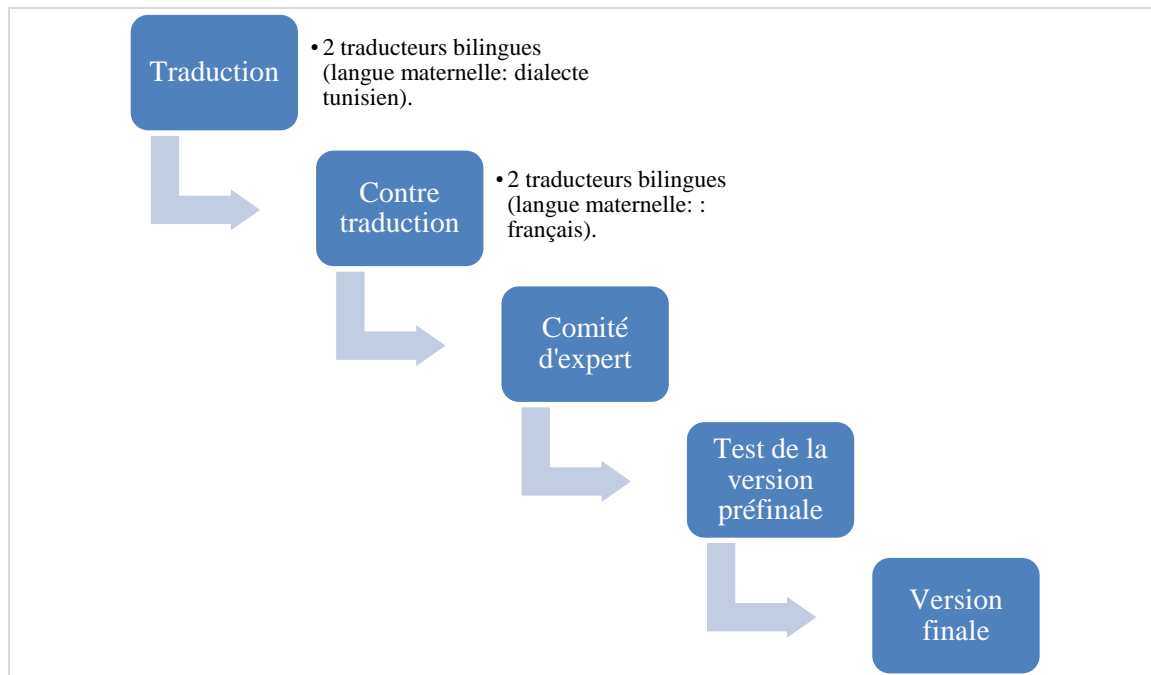 Traduction
•2 traducteurs bilingues
(langue maternelle: dialecte
tunisien).
Contre
traduction
•2 traducteurs bilingues
(langue maternelle: :
français).
Comité
d'expert
Test de la
version
préfinale
Version
finale